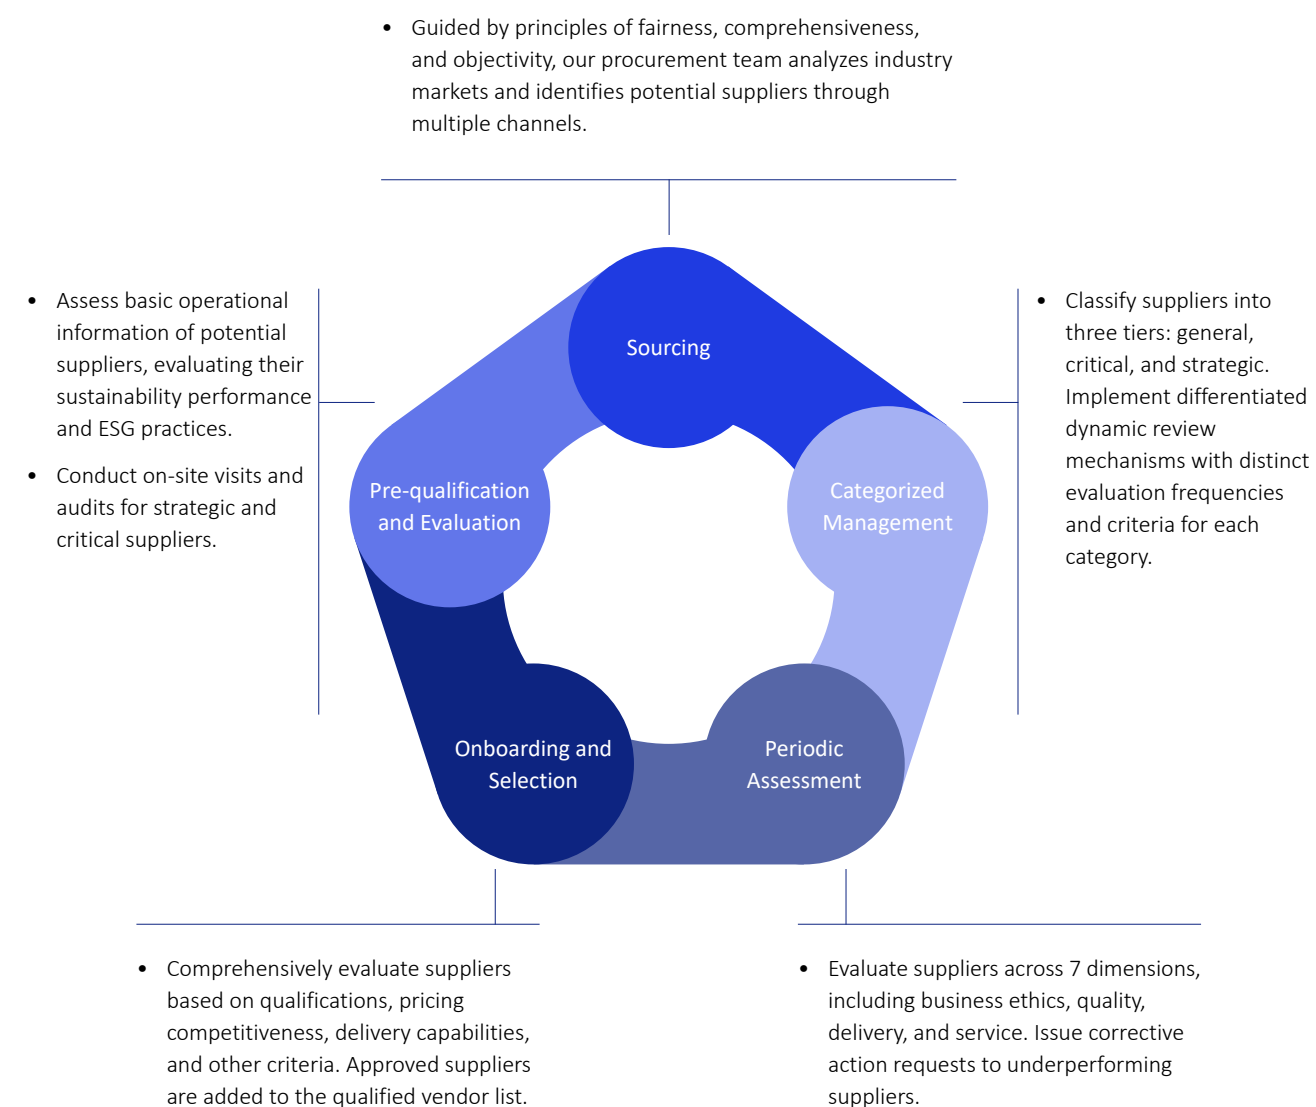 • Guided by principles of fairness, comprehensiveness,
and objectivity, our procurement team analyzes industry
markets and identifies potential suppliers through
multiple channels.
• Assess basic operational
information of potential
suppliers, evaluating their
sustainability performance
and ESG practices.
• Conduct on-site visits and
audits for strategic and
critical suppliers.
Sourcing
Pre-qualification
and Evaluation
Categorized
Management
Onboarding and
Selection
Periodic
Assessment
• Classify suppliers into
three tiers: general,
critical, and strategic.
Implement differentiated
dynamic review
mechanisms with distinct
evaluation frequencies
and criteria for each
category.
• Comprehensively evaluate suppliers
based on qualifications, pricing
competitiveness, delivery capabilities,
and other criteria. Approved suppliers
are added to the qualified vendor list.
• Evaluate suppliers across 7 dimensions,
including business ethics, quality,
delivery, and service. Issue corrective
action requests to underperforming
suppliers.